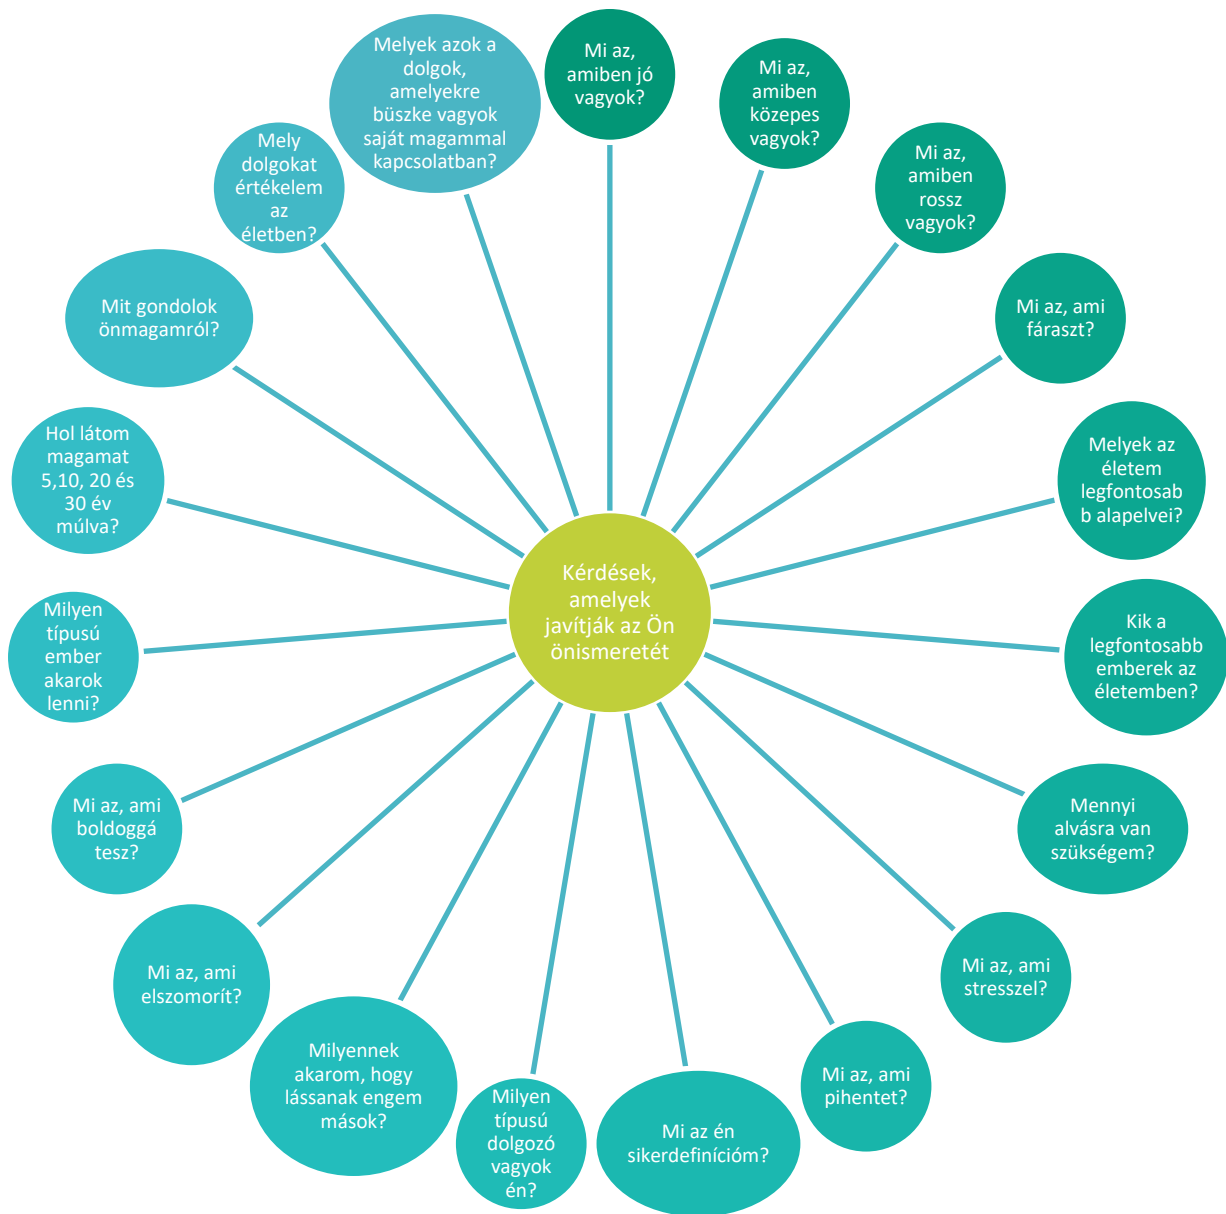 Mi az,
amiben jó
vagyok?
Mi az,
amiben
közepes
vagyok?
Mi az,
amiben
rossz
vagyok?
Mi az, ami
fáraszt?
Melyek az
életem
legfontosab
b alapelvei?
Kik a
legfontosabb
emberek az
életemben?
Mennyi
alvásra van
szükségem?
Mi az, ami
stresszel?
Mi az, ami
pihentet?
Mi az én
sikerdefinícióm?
Milyen
típusú
dolgozó
vagyok
én?
Milyennek
akarom, hogy
lássanak engem
mások?
Mi az, ami
elszomorít?
Mi az, ami
boldoggá
tesz?
Milyen
típusú
ember
akarok
lenni?
Hol látom
magamat
5,10, 20 és
30 év
múlva?
Mit gondolok
önmagamról?
Mely
dolgokat
értékelem
az
életben?
Melyek azok a
dolgok,
amelyekre
büszke vagyok
saját magammal
kapcsolatban?
Kérdések,
amelyek
javítják az Ön
önismeretét